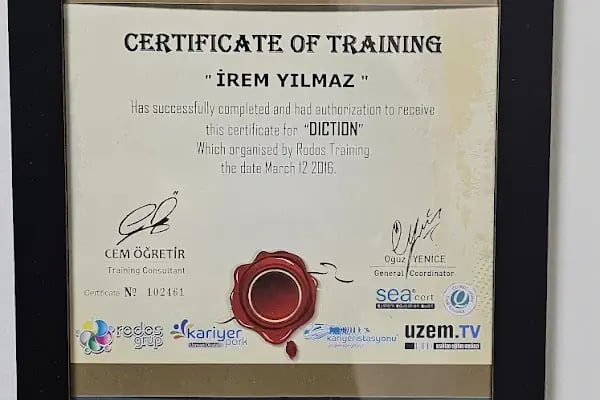 CERTIFICATE OF TRAINING
" İREM YILMAZ "
Has successfully completed and had authorization to receive
this certificate for "DICTION"
Which organised by Rodos Training
the date March 12 2016.
CEM ÖĞRETİR
Training Consultant
Oğuz YENİCE
General Coordinator
Certificate No 102461
sea cert
rodos grup
kariyer park
kariyeristasyonu
uzem.TV